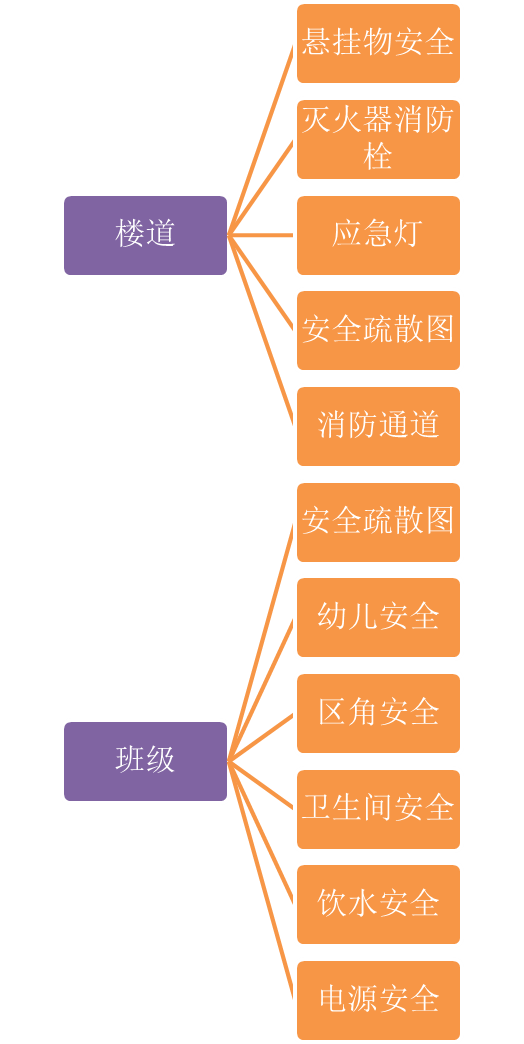 楼道
悬挂物安全
灭火器消防
栓
应急灯
安全疏散图
消防通道
班级
安全疏散图
幼儿安全
区角安全
卫生间安全
饮水安全
电源安全